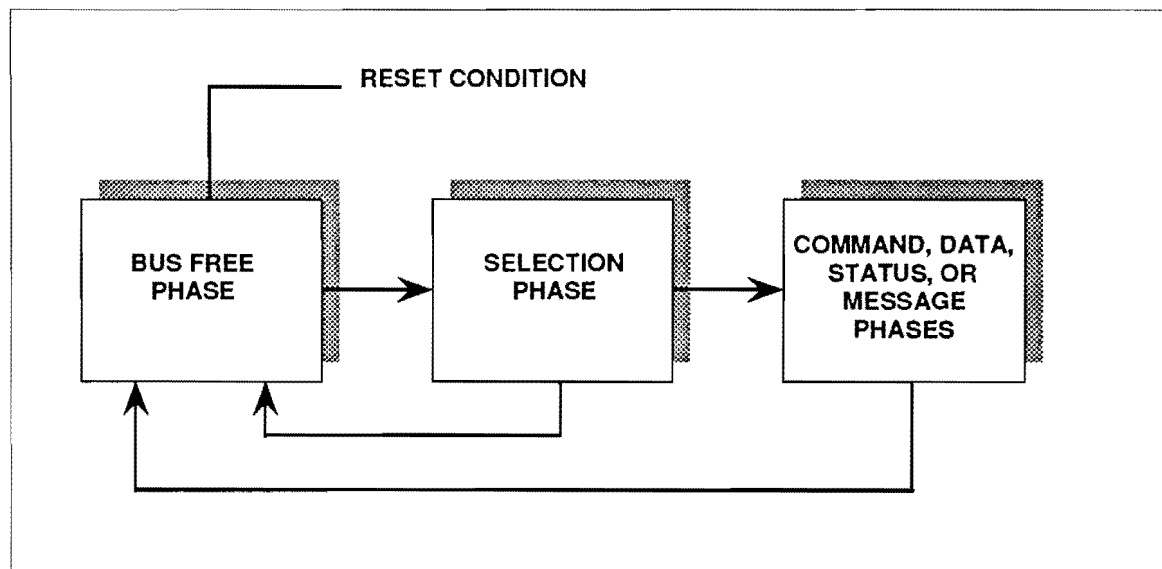 RESET CONDITION
BUS FREE
PHASE
SELECTION
PHASE
COMMAND, DATA,
STATUS, OR
MESSAGE
PHASES